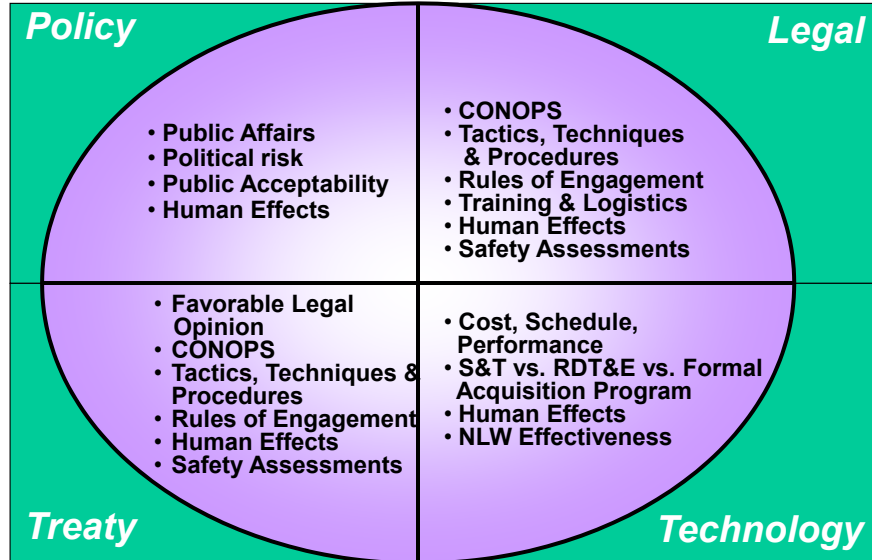 Policy
• Public Affairs
• Political risk
• Public Acceptability
• Human Effects
Legal
• CONOPS
• Tactics, Techniques
& Procedures
• Rules of Engagement
• Training & Logistics
• Human Effects
• Safety Assessments
• Favorable Legal
Opinion
• CONOPS
• Tactics, Techniques &
Procedures
• Rules of Engagement
• Human Effects
• Safety Assessments
Treaty
• Cost, Schedule,
Performance
• S&T vs. RDT&E vs. Formal
Acquisition Program
• Human Effects
• NLW Effectiveness
Technology